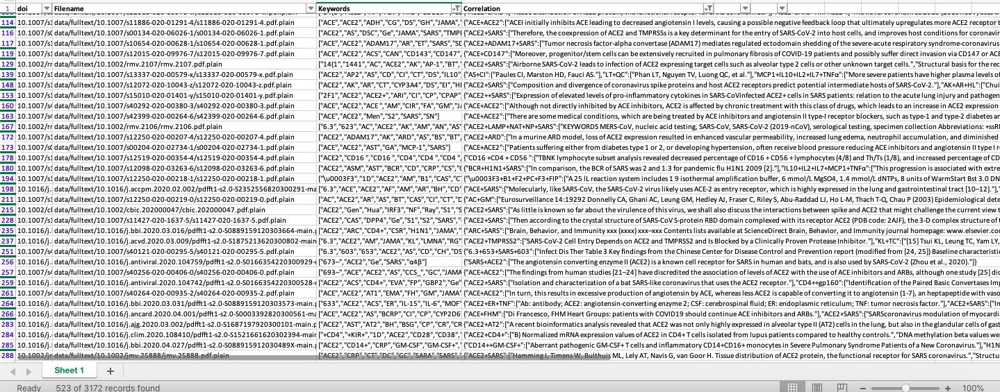 1 doi Filename Keywords Correlation
114 10.1007/s1 data/fulltext/10.1007/s11886-020-01291-4/s11886-020-01291-4.pdf.plain ["ACE","ACE2","ADH","CG","DS","GH","JAMA", {"ACE+ACE2":["ACEI initially inhibits ACE leading to decreased angiotensin I levels, causing a possible negative feedback loop that ultimately upregulates more ACE2 receptor
116 10.1007/s data/fulltext/10.1007/s00134-020-06026-1/s00134-020-06026-1.pdf.plain ["ACE2","AS","DSC","Ge","JAMA","SARS","TMPI {"ACE2+SARS":["Therefore, the coexpression of ACE2 and TMPRSSs is a key determinant for the entry of SARS-CoV-2 into host cells, and improves host conditions for coronavir
117 10.1007/s data/fulltext/10.1007/s10654-020-00628-1/s10654-020-00628-1.pdf.plain ["ACE2","ADAM17","AR","ET","SARS","S {"ACE2+ADAM17+SARS":["Tumor necrosis factor-alpha convertase (ADAM17) mediates regulated ectodomain shedding of the severe-acute respiratory syndrome-coronavirus
119 10.1007/s1 data/fulltext/10.1007/s12015-020-09976-7/s12015-020-09976-7.pdf.plain ["ACE2","ACS","CAN","CD143","CD147", {"ACE+CD147":["Moreover, progenitor/stem cells can be extensively recruited in pulmonary fibrosis of COVID-19 patients and possibly suffer direct invasion via CD147 or ACE
129 10.1002/r data/fulltext/10.1002/rmv.2107/rmv.2107.pdf.plain ["14(1","1441","AC","ACE2","AK","AP-1","BT", {"ACE2+SARS":["Airborne SARS-CoV-2 leads to infection of ACE2 expressing target cells such as alveolar type 2 cells or other unknown target cells.","Structural basis for the rec
139 10.1007/s1 data/fulltext/10.1007/s13337-020-00579-x/s13337-020-00579-x.pdf.plain ["ACE2","AP2","AS","CD","CI","CT","DS","IL10" {"AS+CI":["Paules CI, Marston HD, Fauci AS."],"LT+QC":["Phan LT, Nguyen TV, Luong QC, et al."],"MCP1+IL10+IL2+IL7+TNFα":["More severe patients have higher plasma levels of
148 10.1007/s1 data/fulltext/10.1007/s12072-020-10043-z/s12072-020-10043-z.pdf.plain ["ACE2","AK","AR","CT","CYP3A4","DS","EI","HI {"ACE2+SARS":["Composition and divergence of coronavirus spike proteins and host ACE2 receptors predict potential intermediate hosts of SARS-CoV-2."],"AK+AR+HL":["Chui
153 10.1007/s1 data/fulltext/10.1007/s15010-020-01401-y/s15010-020-01401-y.pdf.plain ["2F1","ACE2","ACE2+","ARI","CI","CP","CPAP" {"ACE2++SARS":["Expression of elevated levels of pro-inflammatory cytokines in SARS-CoVinfected ACE2+ cells in SARS patients: relation to the acute lung injury and pathogen
160 10.1007/s4 data/fulltext/10.1007/s40292-020-00380-3/s40292-020-00380-3.pdf.plain ["ACE","ACE2","ACE ","AM","CIR","FA","GM","JA {"ACE+ACE2":["Although not directly inhibited by ACE inhibitors, ACE2 is affected by chronic treatment with this class of drugs, which leads to an increase in ACE2 expression
163 10.1007/s4 data/fulltext/10.1007/s42399-020-00264-6/s42399-020-00264-6.pdf.plain ["ACE","ACE2","Men","S2","SARS","SN"] {"ACE+ACE2":["There are some medical conditions, which are being treated by ACE inhibitors and angiotensin II type-I receptor blockers, such as type-1 and type-2 diabetes an
167 10.1002/r data/fulltext/10.1002/rmv.2106/rmv.2106.pdf.plain ["6.3","623","AC","ACE2","AK","AM","AN","AS" {"ACE2+LAMP+NAT+NP+SARS":["KEYWORDS MERS-CoV, nucleic acid testing, SARS-CoV, SARS-CoV-2 (2019-nCoV), serological testing, specimen collection Abbreviations: +ssRN
172 10.1007/s1 data/fulltext/10.1007/s12250-020-00207-4/s12250-020-00207-4.pdf.plain ["ACE2","ADAM17","AK","ARD","AS","BS","BT", {"ACE2+ARD":["In a murine ARD model, loss of ACE2 expression resulted in enhanced vascular permeability, increased lung edema, neutrophil accumulation, and diminished
173 10.1007/s data/fulltext/10.1007/s00204-020-02734-1/s00204-020-02734-1.pdf.plain ["ACE","ACE2","AST","GA","MCP-1","SARS"] {"ACE+ACE2":["Patients suffering either from diabetes type 1 or 2, or developing hypertension, often receive blood pressure reducing ACE inhibitors and angiotensin II type I r
178 10.1007/s1 data/fulltext/10.1007/s12519-020-00354-4/s12519-020-00354-4.pdf.plain ["ACE2","CD16 ","CD16 ","CD4","CD4 ","CD4 ", {"CD16 +CD4 + CD56 ":["TBNK lymphocyte subset analysis revealed decreased percentage of CD16 + CD56 + lymphocytes (4/8) and Th/Ts (1/8), and increased percentage of CD
180 10.1007/s1 data/fulltext/10.1007/s12098-020-03263-6/s12098-020-03263-6.pdf.plain ["ACE2","ASM","AST","BCR","CD","CRP","CS","C {"BCR+H1N1+SARS":["In comparison, the BCR of SARS was 2 and 1.3 for pandemic flu H1N1 2009 [2]."],"IL10+IL2+IL7+MCP1+TNFα":["This progression is associated with extre
194 10.1007/s1 data/fulltext/10.1007/s12250-020-00218-1/s12250-020-00218-1.pdf.plain ["\u0003F3","1D","ACE2","AM","B1","CAS","C {"\u0003F3+B1+F2+PC+F3+FIP":["A 25 lL reaction system includes 1 9 isothermal amplification buffer, 6 mmol/L MgSO4, 1.4 mmol/L dNTPs, 8 units of WarmStart Bst 3.0 DN
198 10.1016/j. data/fulltext/10.1016/j.accpm.2020.02.002/pdfft1-s2.0-S2352556820300291-ma ["6.3","ACE","ACE2","AF","AM","AR","BH","CD" {"ACE+SARS":["Molecularly, like SARS-CoV, the SARS-CoV-2 virus likely uses ACE-2 as entry receptor, which is highly expressed in the lung and gastrointestinal tract [10–12]."
211 10.1007/s1 data/fulltext/10.1007/s12250-020-00219-0/s12250-020-00219-0.pdf.plain ["AC","ACE2","AR","AS","BT","CAS","CI","CT","D {"AC+GM":["Eurosurveillance 14:19292 Donnelly CA, Ghani AC, Leung GM, Hedley AJ, Fraser C, Riley S, Abu-Raddad LJ, Ho L-M, Thach T-Q, Chau P (2003) Epidemiological dete
215 10.1002/cl data/fulltext/10.1002/cbic.202000047/cbic.202000047.pdf.plain ["ACE2","Gen","Hua","IRF3","NF","Ray","S1","S {"ACE2+SARS":["As little is known so far about the virulence of this virus, we shall also discuss the interactions between spike and ACE2 that might challenge the current view t
228 10.1007/s1 data/fulltext/10.1007/s11427-020-1637-5/s11427-020-1637-5.pdf.plain ["ACE2","CAS","DPP4","Ge","S1","S2","SARS"," {"ACE2+SARS":["Then according to the crystal structure of SARS-CoV S-protein RBD domain complexed with its receptor ACE2 (PDB code: 2AJF), the 3-D complex structure of t
235 10.1016/j. data/fulltext/10.1016/j.bbi.2020.03.016/pdfft1-s2.0-S0889159120303664-main.p ["ACE2","ARC","CD4+","CSR","H1N1","JAMA", {"ARC+SARS":["Brain, Behavior, and Immunity xxx (xxxx) xxx–xxx Contents lists available at ScienceDirect Brain, Behavior, and Immunity journal homepage: www.elsevier.co
237 10.1016/j. data/fulltext/10.1016/j.acvd.2020.03.009/pdfft1-s2.0-S1875213620300802-main ["6.3","ACE2","AM","JAMA","KL","LMNA","RG" {"ACE2+TMPRSS2":["SARS-CoV-2 Cell Entry Depends on ACE2 and TMPRSS2 and Is Blocked by a Clinically Proven Protease Inhibitor."],"KL+TC":["[15] Tsui KL, Leung TC, Yam LY,
251 10.1007/s4 data/fulltext/10.1007/s40121-020-00295-5/s40121-020-00295-5.pdf.plain ["6.3","603","653","ACE2","AS","CD","CH","DS {"6.3+653+SARS+603":["Infect Dis Ther Table 3 Key findings from the Chinese Center for Disease Control and Prevention report (modified from [24, 25]) Baseline characteristi
256 10.1016/j. data/fulltext/10.1016/j.antiviral.2020.104759/pdfft1-s2.0-S0166354220300929- ["673–","ACE2","Ge","SARS","α4β"] {"SARS+ACE2":["The angiotensin converting enzyme II (ACE2) is a known cell receptor for SARS in human and bats, and is also used by SARS-CoV-2 (Zhou et al., 2020)."]}
257 10.1007/s4 data/fulltext/10.1007/s40256-020-00406-0/s40256-020-00406-0.pdf.plain ["693–","ACE","ACE2","AS","CCS_","GC","JAMA {"ACE+ACE2":["The findings from human studies [21–24] have discredited the association of levels of ACE2 with the use of ACE inhibitors and ARBs, although one study [25] di
259 10.1016/j. data/fulltext/10.1016/j.antiviral.2020.104742/pdfft1-s2.0-S0166354220300528- ["ACE2","ACS","CD4+","EVA","FP","GBP2","Ge" {"ACE2+SARS":["Isolation and characterization of a bat SARS-like coronavirus that uses the ACE2 receptor."],"CD4++gp160":["Identification of the Paired Basic Convertases Imp
261 10.1007/s4 data/fulltext/10.1007/s40264-020-00935-2/s40264-020-00935-2.pdf.plain ["ACE","ACE2","AT1","EMA","FH","GM","JAMA" {"ACE+ACE2":["In turn, this results in excessive production of angiotensin by ACE, whereas less ACE2 is capable of converting it to angiotensin (1-7), an heptapeptide with vaso
264 10.1016/j. data/fulltext/10.1016/j.bbi.2020.03.031/pdfft1-s2.0-S0889159120303573-main.p ["633","ACE2","ACS","ER","IL-15","IL-6","MOF" {"ACE2+ER+TNF":["Ab: antibody; ACE2: angiotensin-converting enzyme 2; CSF: cerebrospinal fluid; ER: endoplasmic reticulum; TNF: tumor necrosis factor."],"ACE2+SARS":["In
266 10.1016/j. data/fulltext/10.1016/j.ancard.2020.04.001/pdfft1-s2.0-S0003392820300561-m ["ACE","ACE2","AS","BCRP","CI","CP","CYP2D6 {"ACE+FHM":["Di Francesco, FHM Heart Groups: patients with COVID19 should continue ACE inhibitors and ARBs."],"ACE2+SARS":["SARScoronavirus modulation of myocardia
283 10.1016/j. data/fulltext/10.1016/j.ajg.2020.03.002/pdfft1-s2.0-S1687197920300101-main.p ["ACE2","AST","AT2","BH","BSG","CP","CR","CR {"ACE2+AT2":["A recent bioinformatics analysis revealed that ACE2 was not only highly expressed in alveolar type II (AT2) cells in the lung, but also in the glandular cells of gast
284 10.1016/j. data/fulltext/10.1016/j.clim.2020.108410/pdfft1-s2.0-S1521661620302394-mai ["+CD4","+KIR+","1D","ACE2","CD28","CD38", {"ACE2+CD4+":["B) Normalized mRNA expression values of ACE2 in CD4+ T cells isolated from lupus patients compared to healthy controls.","DNA methylation beta values were
285 10.1016/j. data/fulltext/10.1016/j.bbi.2020.04.027/pdfft1-s2.0-S088915912030489X-main. ["ACE2","CD14+","CRP","GM-CSF","GM-CSF+", {"CD14++GM-CSF+":["Aberrant pathogenic GM-CSF+ T cells and inflammatory CD14+CD16+ monocytes in Severe Pulmonary Syndrome Patients of a New Coronavirus."],"H1N
288 10.1002/jr data/fulltext/10.1002/jmv.25888/jmv.25888.pdf.plain ["ACE2","CRP","CT","DC","GC","SARA","SARS", {"ACE2+SARS":["Hamming I, Timens W, Bulthuis ML, Lely AT, Navis G, van Goor H. Tissue distribution of ACE2 protein, the functional receptor for SARS coronavirus.","Structu
Sheet 1 +
Ready 523 of 3172 records found 100%